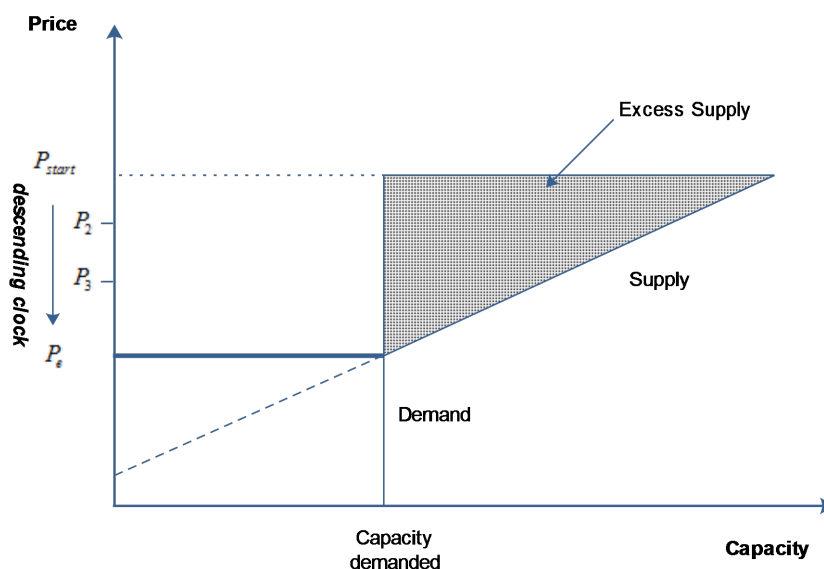 Price
Excess Supply
P_start
descending clock
P_2
P_3
Supply
P_e
Demand
Capacity
demanded
Capacity